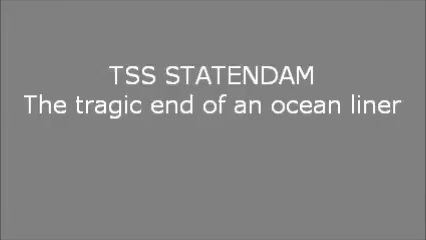 TSS STATENDAM
The tragic end of an ocean liner